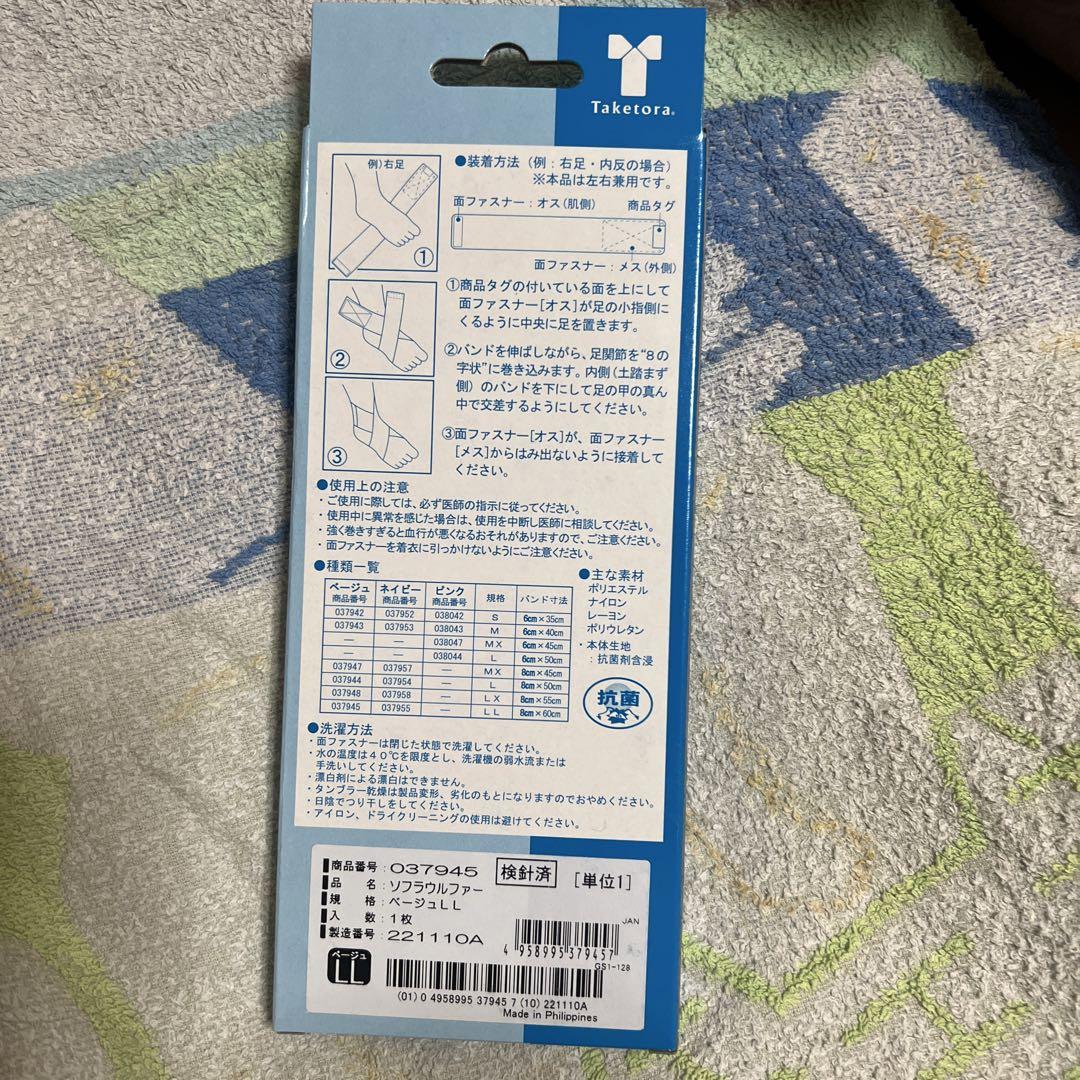 Taketora®
例)右足
①
②
③
●装着方法（例：右足・内反の場合）
※本品は左右兼用です。
面ファスナー：オス(肌側) 商品タグ
面ファスナー：メス(外側)
①商品タグの付いている面を上にして
面ファスナー[オス]が足の小指側に
くるように中央に足を置きます。
②バンドを伸ばしながら、足関節を“８の
字状”に巻き込みます。内側(土踏まず
側）のバンドを下にして足の甲の真ん
中で交差するようにしてください。
③面ファスナー[オス]が、面ファスナー
[メス]からはみ出ないように接着して
ください。
●使用上の注意
・ご使用に際しては、必ず医師の指示に従ってください。
・使用中に異常を感じた場合は、使用を中断し医師に相談してください。
・強く巻きすぎると血行が悪くなるおそれがありますので、ご注意ください。
・面ファスナーを着衣に引っかけないようにご注意ください。
●種類一覧
ベージュ商品番号 ネイビー商品番号 ピンク商品番号 規格 バンド寸法
037942 037952 038042 S 6cm×35cm
037943 037953 038043 M 6cm×40cm
— — 038047 MX 6cm×45cm
— — 038044 L 6cm×50cm
037947 037957 — MX 8cm×45cm
037944 037954 — L 8cm×50cm
037948 037958 — LX 8cm×55cm
037945 037955 — LL 8cm×60cm
●主な素材
ポリエステル
ナイロン
レーヨン
ポリウレタン
・本体生地
：抗菌剤含浸
抗菌
●洗濯方法
・面ファスナーは閉じた状態で洗濯してください。
・水の温度は４０℃を限度とし、洗濯機の弱水流または
手洗いしてください。
・漂白剤による漂白はできません。
・タンブラー乾燥は製品変形、劣化のもとになりますのでおやめください。
・日陰でつり干しをしてください。
・アイロン、ドライクリーニングの使用は避けてください。
商品番号：037945 検針済 [単位1]
品 名：ソフラウルファー
規 格：ベージュLL
入 数：1枚
製造番号：221110A
JAN
4 958995 379457
ベージュ
LL
GS1-128
(01) 0 4958995 37945 7 (10) 221110A
Made in Philippines